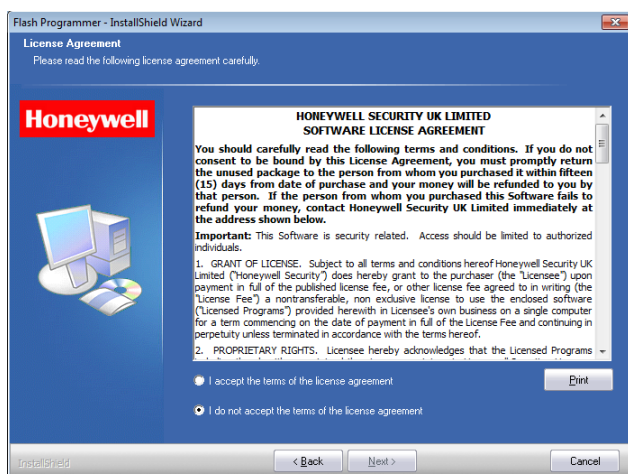 Flash Programmer - InstallShield Wizard
License Agreement
Please read the following license agreement carefully.
Honeywell
HONEYWELL SECURITY UK LIMITED
SOFTWARE LICENSE AGREEMENT
You should carefully read the following terms and conditions. If you do not
consent to be bound by this License Agreement, you must promptly return
the unused package to the person from whom you purchased it within fifteen
(15) days from date of purchase and your money will be refunded to you by
that person. If the person from whom you purchased this Software fails to
refund your money, contact Honeywell Security UK Limited immediately at
the address shown below.
Important: This Software is security related. Access should be limited to authorized
individuals.
1. GRANT OF LICENSE. Subject to all terms and conditions hereof Honeywell Security UK
Limited ("Honeywell Security") does hereby grant to the purchaser (the "Licensee") upon
payment in full of the published license fee, or other license fee agreed to in writing (the
"License Fee") a nontransferable, non exclusive license to use the enclosed software
("Licensed Programs") provided herewith in Licensee's own business on a single computer
for a term commencing on the date of payment in full of the License Fee and continuing in
perpetuity unless terminated in accordance with the terms hereof.
2. PROPRIETARY RIGHTS. Licensee hereby acknowledges that the Licensed Programs
I accept the terms of the license agreement
Print
I do not accept the terms of the license agreement
InstallShield
< Back
Next >
Cancel